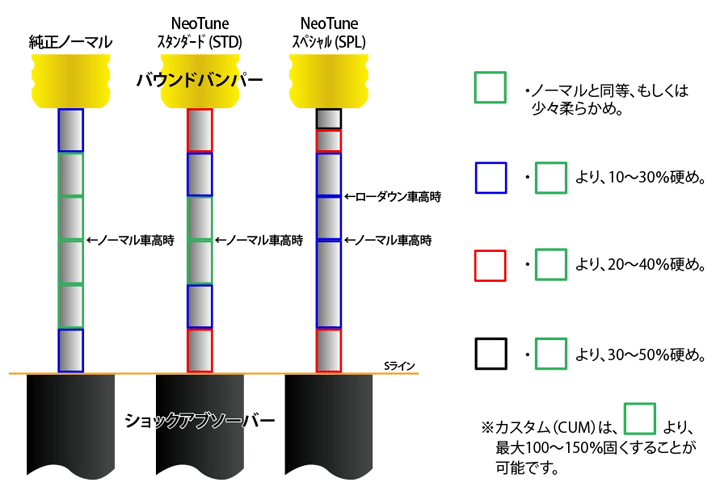 純正ノーマル
NeoTune
スタンダード(STD)
NeoTune
スペシャル(SPL)
バウンドバンパー
←ローダウン車高時
←ノーマル車高時
←ノーマル車高時
←ノーマル車高時
Sライン
ショックアブソーバー
・ノーマルと同等、もしくは
少々柔らかめ。
・ より、10～30%硬め。
・ より、20～40%硬め。
・ より、30～50%硬め。
※カスタム(CUM)は、 より、
最大100～150%固くすることが
可能です。